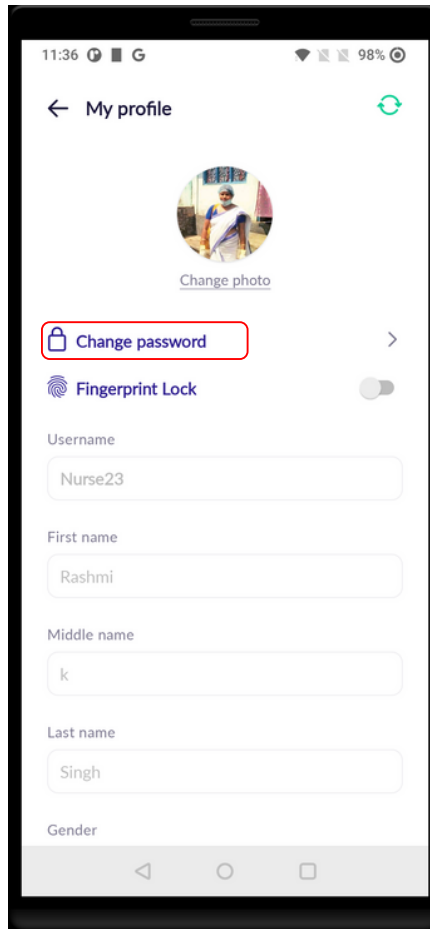 11:36 G 98%
My profile
Change photo
Change password
Fingerprint Lock
Username
Nurse23
First name
Rashmi
Middle name
k
Last name
Singh
Gender